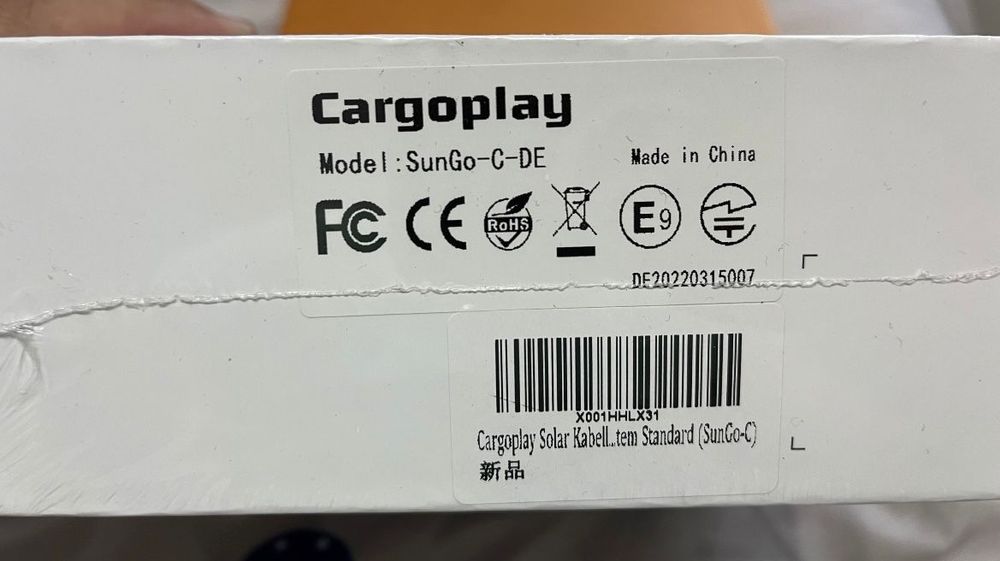 Cargoplay
Model:SunGo-C-DE
Made in China
FC CE RoHS E9
DE20220315007
X001HHLX31
Cargoplay Solar Kabell...tem Standard (SunGo-C)
新品